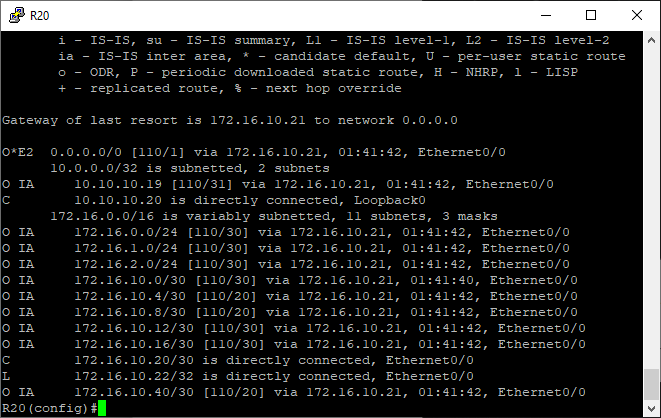 R20
i - IS-IS, su - IS-IS summary, L1 - IS-IS level-1, L2 - IS-IS level-2
ia - IS-IS inter area, * - candidate default, U - per-user static route
o - ODR, P - periodic downloaded static route, H - NHRP, l - LISP
+ - replicated route, % - next hop override
Gateway of last resort is 172.16.10.21 to network 0.0.0.0
O*E2  0.0.0.0/0 [110/1] via 172.16.10.21, 01:41:42, Ethernet0/0
10.0.0.0/32 is subnetted, 2 subnets
O IA     10.10.10.19 [110/31] via 172.16.10.21, 01:41:42, Ethernet0/0
C        10.10.10.20 is directly connected, Loopback0
172.16.0.0/16 is variably subnetted, 11 subnets, 3 masks
O IA     172.16.0.0/24 [110/30] via 172.16.10.21, 01:41:42, Ethernet0/0
O IA     172.16.1.0/24 [110/30] via 172.16.10.21, 01:41:42, Ethernet0/0
O IA     172.16.2.0/24 [110/30] via 172.16.10.21, 01:41:42, Ethernet0/0
O IA     172.16.10.0/30 [110/30] via 172.16.10.21, 01:41:40, Ethernet0/0
O IA     172.16.10.4/30 [110/20] via 172.16.10.21, 01:41:42, Ethernet0/0
O IA     172.16.10.8/30 [110/20] via 172.16.10.21, 01:41:42, Ethernet0/0
O IA     172.16.10.12/30 [110/30] via 172.16.10.21, 01:41:42, Ethernet0/0
O IA     172.16.10.16/30 [110/30] via 172.16.10.21, 01:41:42, Ethernet0/0
C        172.16.10.20/30 is directly connected, Ethernet0/0
L        172.16.10.22/32 is directly connected, Ethernet0/0
O IA     172.16.10.40/30 [110/20] via 172.16.10.21, 01:41:42, Ethernet0/0
R20(config)#